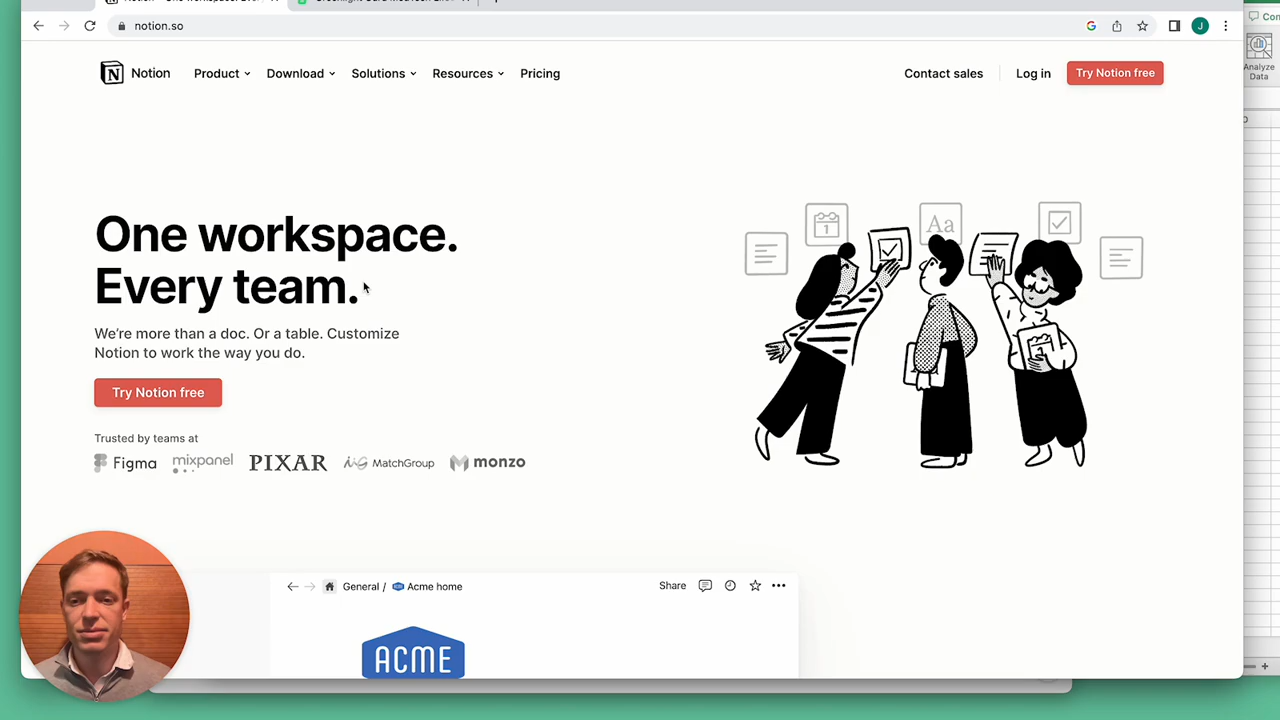 notion.so
Analyze
Data
Notion
Product
Download
Solutions
Resources
Pricing
Contact sales
Log in
Try Notion free
One workspace.
Every team.
We're more than a doc. Or a table. Customize
Notion to work the way you do.
Try Notion free
Trusted by teams at
Figma
mixpanel
PIXAR
MatchGroup
monzo
1
Aa
General / Acme home
Share
ACME